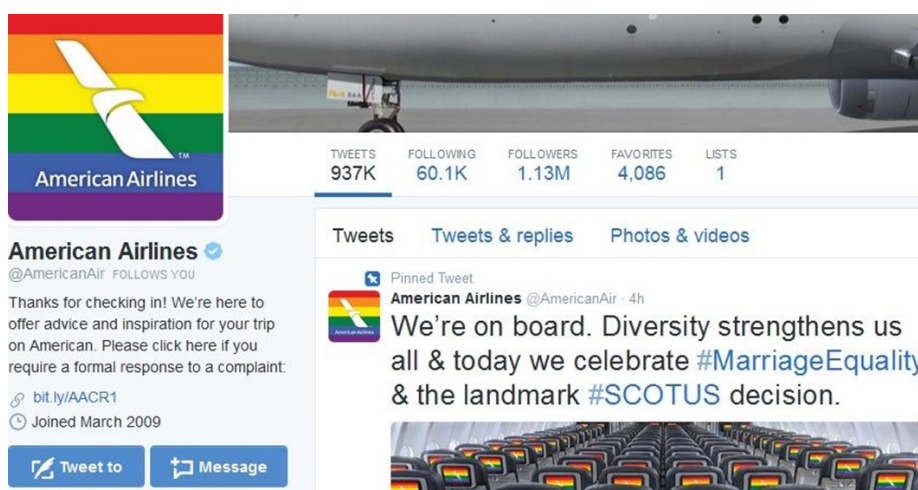 American Airlines
TM
TWEETS FOLLOWING FOLLOWERS FAVORITES LISTS
937K 60.1K 1.13M 4,086 1
American Airlines
@AmericanAir FOLLOWS YOU
Thanks for checking in! We're here to
offer advice and inspiration for your trip
on American. Please click here if you
require a formal response to a complaint:
bit.ly/AACR1
Joined March 2009
Tweet to Message
Tweets Tweets & replies Photos & videos
Pinned Tweet
American Airlines @AmericanAir · 4h
American Airlines
We're on board. Diversity strengthens us
all & today we celebrate #MarriageEquality
& the landmark #SCOTUS decision.